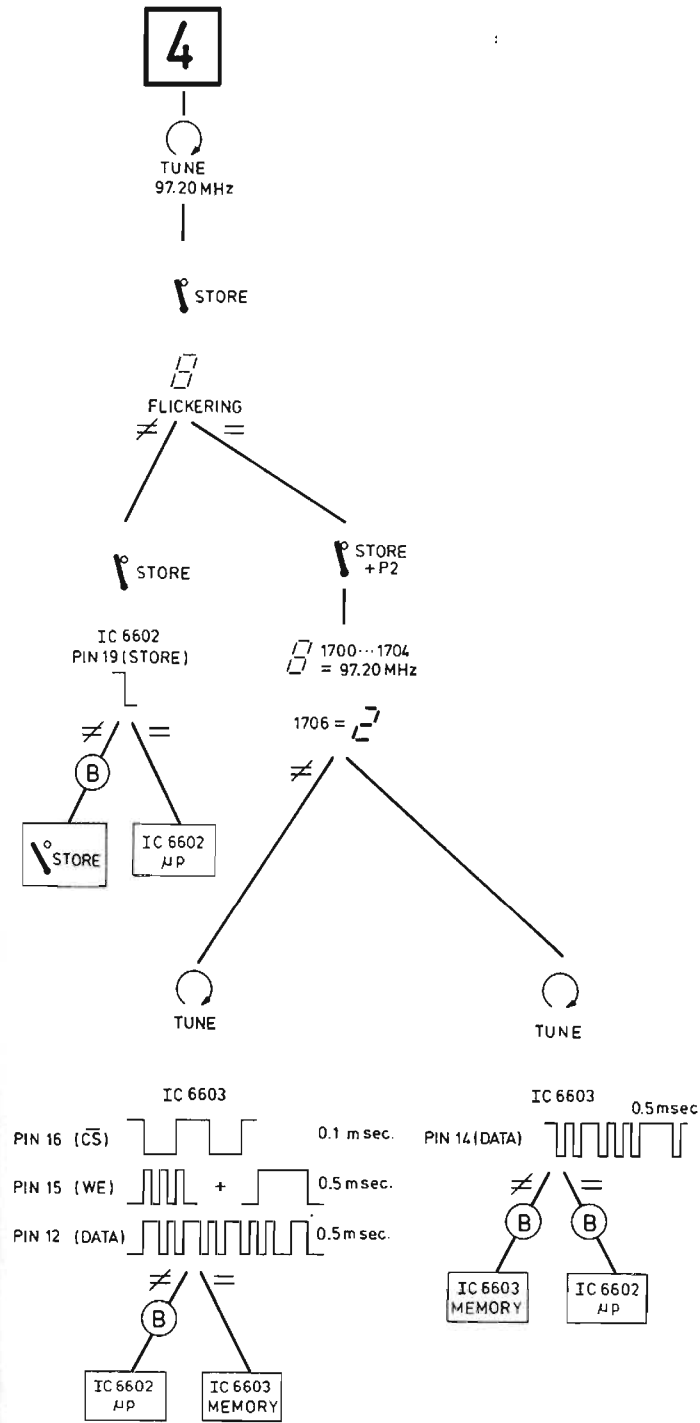 4
TUNE
97.20 MHz
STORE
FLICKERING
≠ =
STORE
STORE
+P2
IC 6602
PIN 19 (STORE)
1700...1704
= 97.20 MHz
1706 = 2
≠ =
≠
B
STORE
IC 6602
μP
TUNE
TUNE
IC 6603
PIN 16 (C̅S̅)
0.1 msec.
PIN 15 (WE)
+
0.5 msec.
PIN 12 (DATA)
0.5 msec.
≠ =
B
IC 6602
μP
IC 6603
MEMORY
IC 6603
0.5 msec
PIN 14 (DATA)
≠ =
B
B
IC 6603
MEMORY
IC 6602
μP